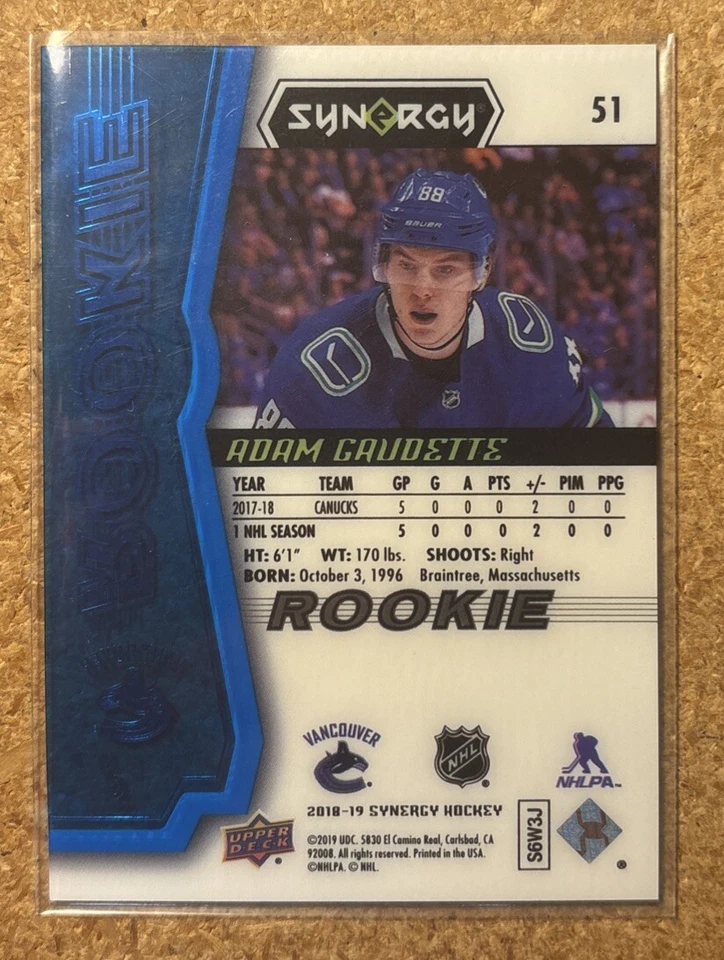 SYNERGY® 51
88
BAUER
88
ROOKIE
ADAM GAUDETTE
YEAR TEAM GP G A PTS +/- PIM PPG
2017-18 CANUCKS 5 0 0 0 2 0 0
1 NHL SEASON 5 0 0 0 2 0 0
HT: 6'1" WT: 170 lbs. SHOOTS: Right
BORN: October 3, 1996 Braintree, Massachusetts
ROOKIE
VANCOUVER
NHL
NHLPA™
2018-19 SYNERGY HOCKEY
UPPER DECK
©2019 UDC. 5830 El Camino Real, Carlsbad, CA
92008. All rights reserved. Printed in the USA.
©NHLPA. © NHL.
S6W3J